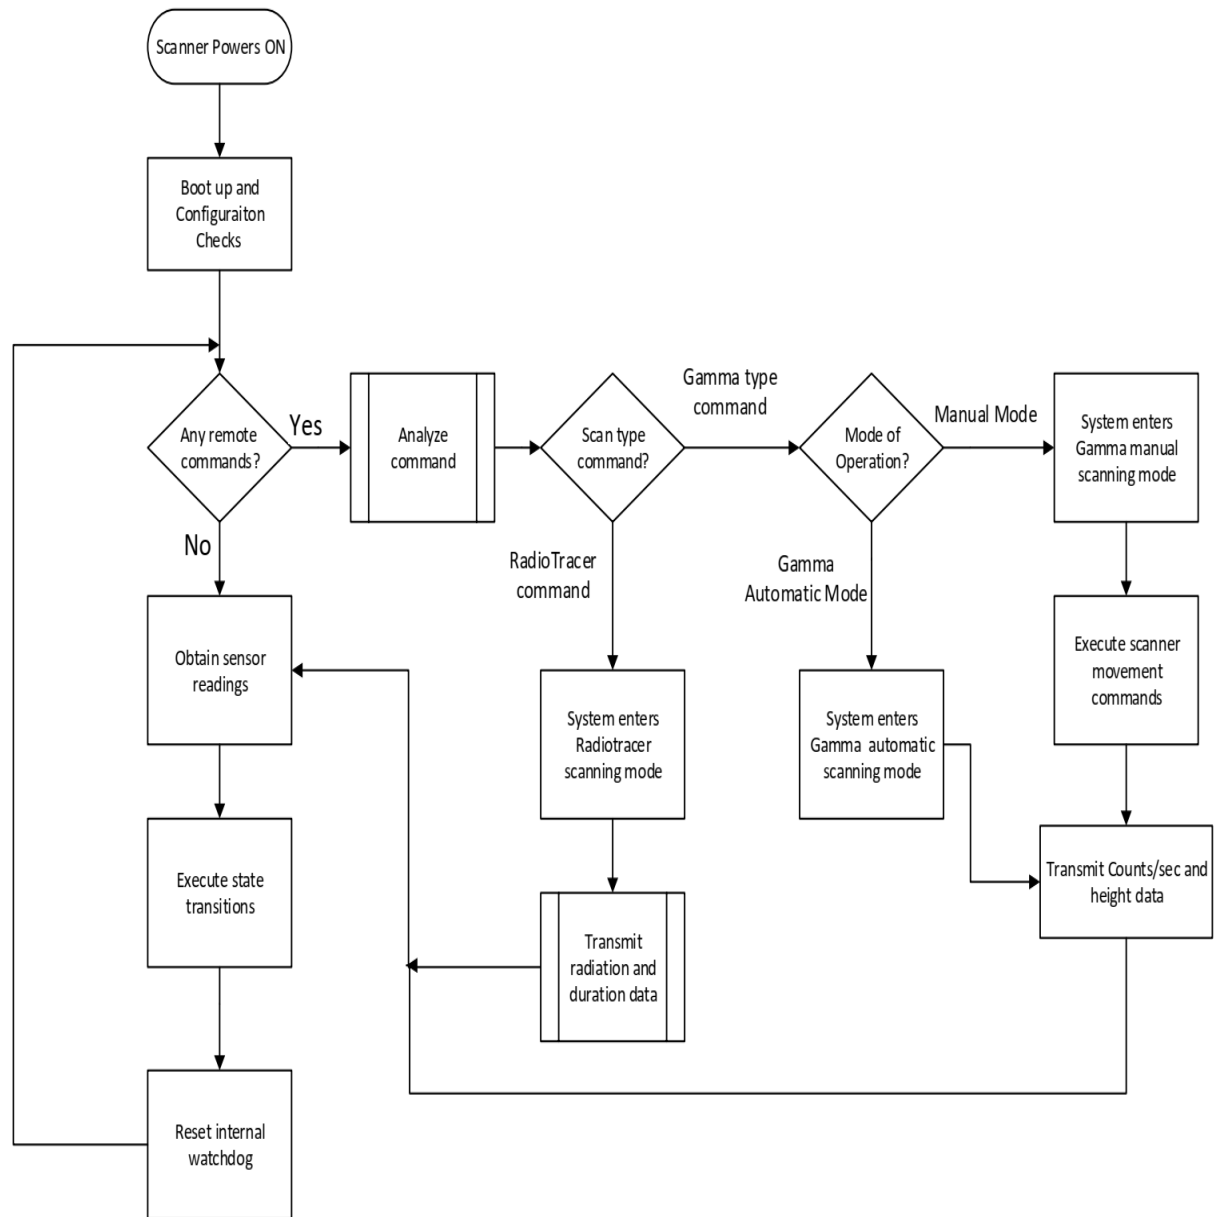 Scanner Powers ON
Boot up and
Configuraiton
Checks
Any remote
commands?
Yes
No
Analyze
command
Scan type
command?
Gamma type
command
Mode of
Operation?
Manual Mode
System enters
Gamma manual
scanning mode
RadioTracer
command
Gamma
Automatic Mode
Obtain sensor
readings
System enters
Radiotracer
scanning mode
System enters
Gamma automatic
scanning mode
Execute scanner
movement
commands
Execute state
transitions
Transmit
radiation and
duration data
Transmit Counts/sec and
height data
Reset internal
watchdog